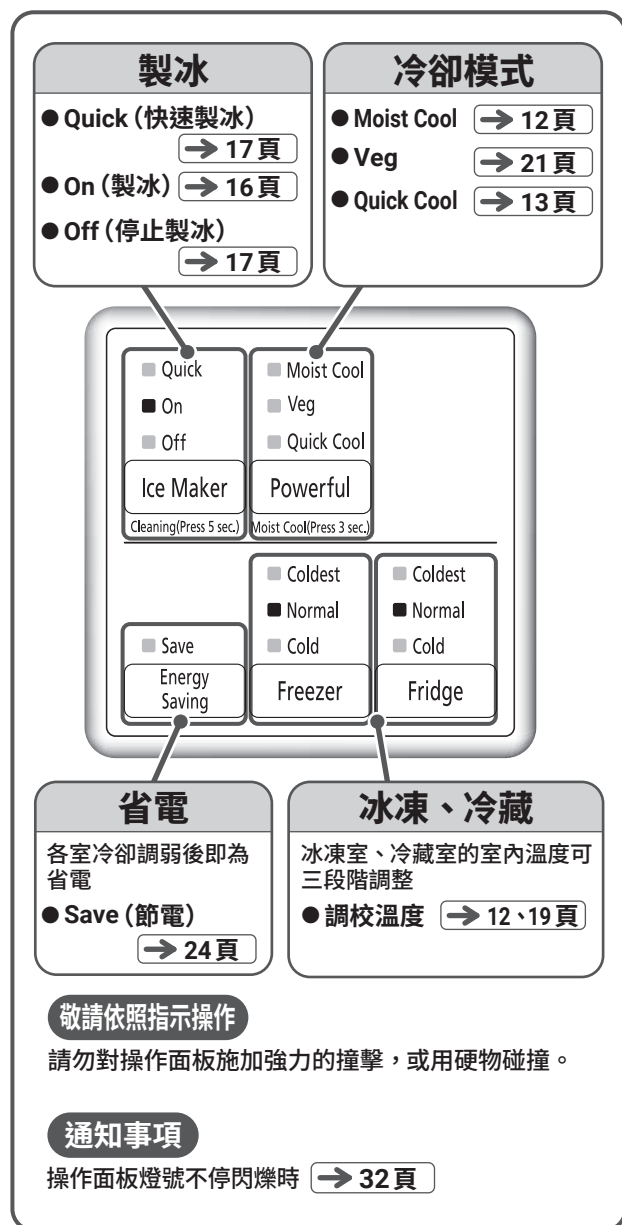 製冰
● Quick（快速製冰）
→ 17頁
● On（製冰）→ 16頁
● Off（停止製冰）
→ 17頁
冷卻模式
● Moist Cool → 12頁
● Veg → 21頁
● Quick Cool → 13頁
Quick
On
Off
Ice Maker
Cleaning(Press 5 sec.)
Moist Cool
Veg
Quick Cool
Powerful
Moist Cool(Press 3 sec.)
Save
Energy
Saving
Coldest
Normal
Cold
Freezer
Coldest
Normal
Cold
Fridge
省電
各室冷卻調弱後即為
省電
● Save（節電）
→ 24頁
冰凍、冷藏
冰凍室、冷藏室的室內溫度可
三段階調整
● 調校溫度 → 12、19頁
敬請依照指示操作
請勿對操作面板施加強力的撞擊，或用硬物碰撞。
通知事項
操作面板燈號不停閃爍時 → 32頁